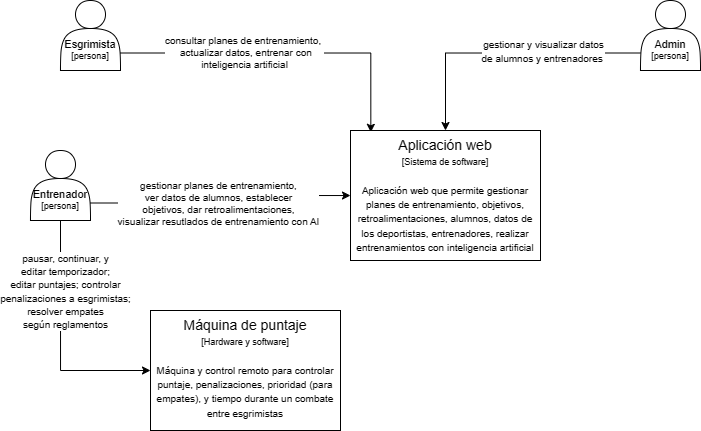 Esgrimista
[persona]
consultar planes de entrenamiento,
actualizar datos, entrenar con
inteligencia artificial
gestionar y visualizar datos
de alumnos y entrenadores
Admin
[persona]
Aplicación web
[Sistema de software]
Aplicación web que permite gestionar
planes de entrenamiento, objetivos,
retroalimentaciones, alumnos, datos de
los deportistas, entrenadores, realizar
entrenamientos con inteligencia artificial
Entrenador
[persona]
gestionar planes de entrenamiento,
ver datos de alumnos, establecer
objetivos, dar retroalimentaciones,
visualizar resutlados de entrenamiento con AI
pausar, continuar, y
editar temporizador;
editar puntajes; controlar
penalizaciones a esgrimistas;
resolver empates
según reglamentos
Máquina de puntaje
[Hardware y software]
Máquina y control remoto para controlar
puntaje, penalizaciones, prioridad (para
empates), y tiempo durante un combate
entre esgrimistas